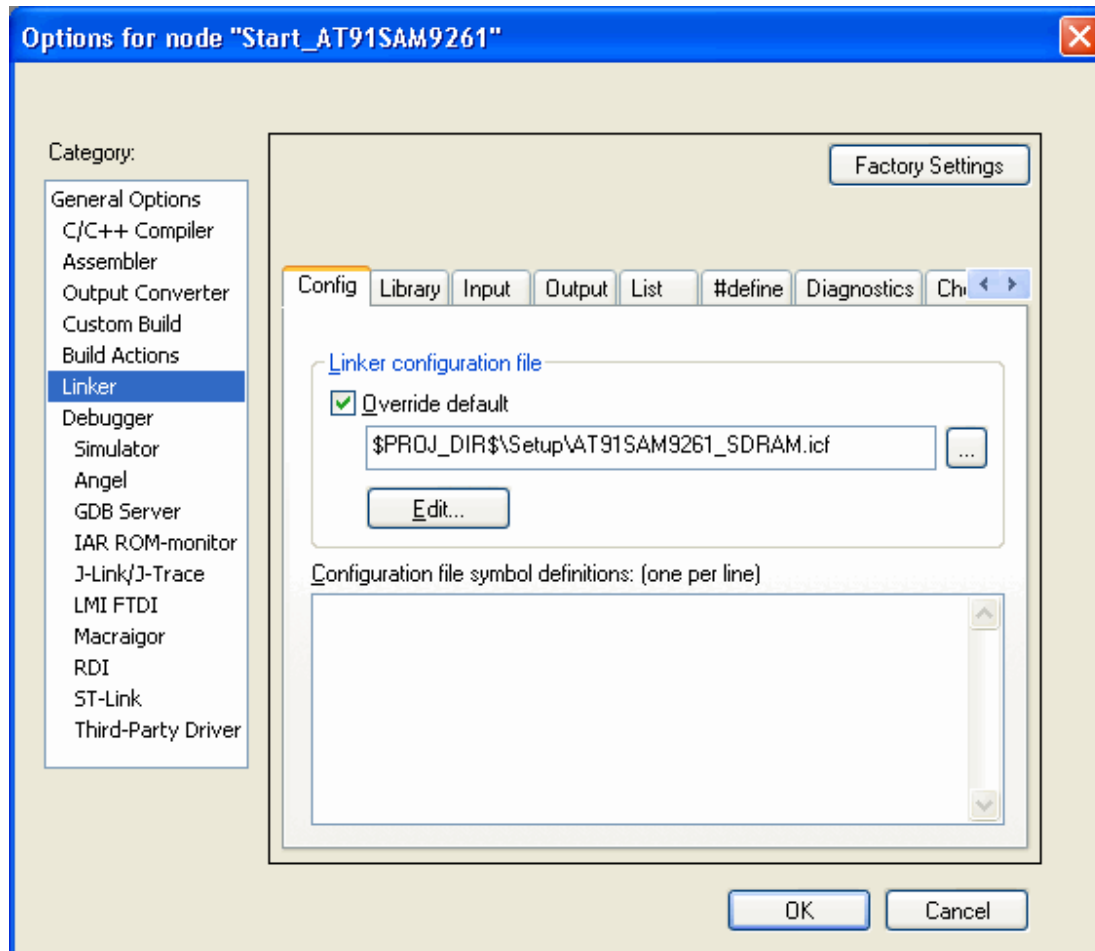 Options for node "Start_AT91SAM9261"
Category:
General Options
C/C++ Compiler
Assembler
Output Converter
Custom Build
Build Actions
Linker
Debugger
Simulator
Angel
GDB Server
IAR ROM-monitor
J-Link/J-Trace
LMI FTDI
Macraigor
RDI
ST-Link
Third-Party Driver
Factory Settings
Config Library Input Output List #define Diagnostics
Linker configuration file
Override default
$PROJ_DIR$\Setup\AT91SAM9261_SDRAM.icf
...
Edit...
Configuration file symbol definitions: (one per line)
OK Cancel